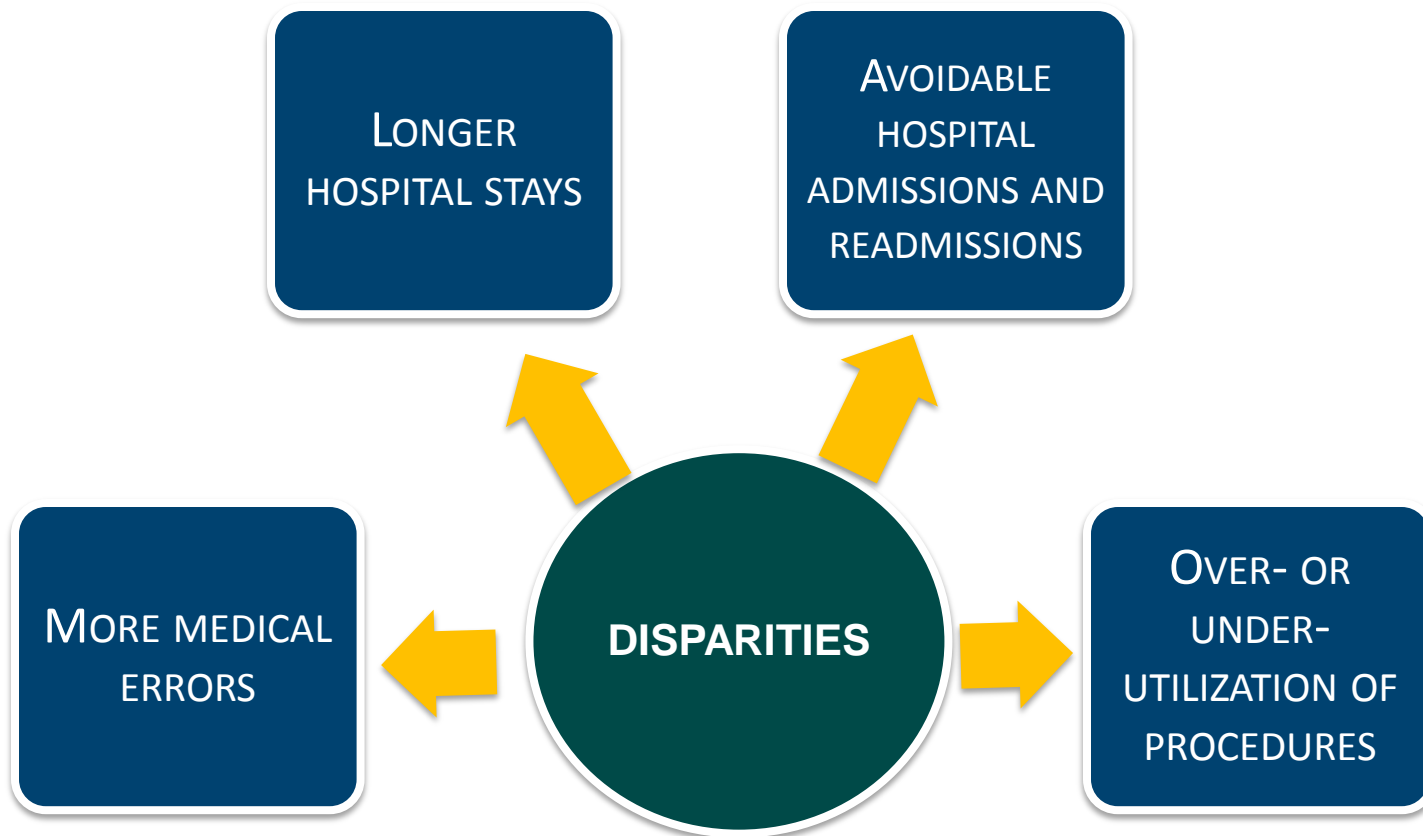 LONGER
HOSPITAL STAYS
AVOIDABLE
HOSPITAL
ADMISSIONS AND
READMISSIONS
MORE MEDICAL
ERRORS
DISPARITIES
OVER- OR
UNDER-
UTILIZATION OF
PROCEDURES